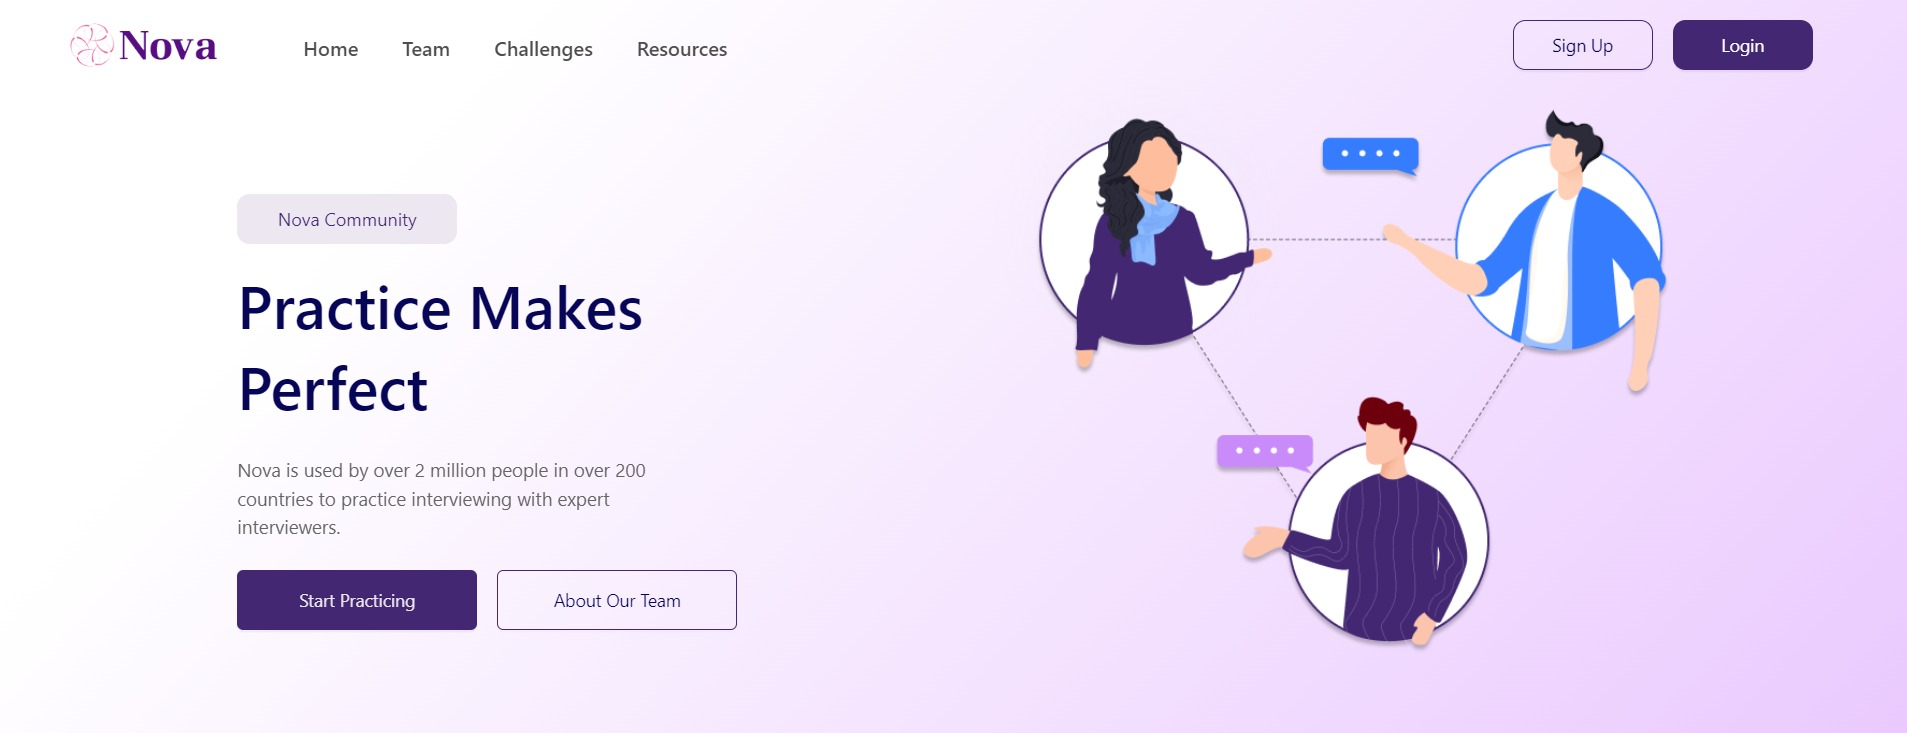 Nova
Home
Team
Challenges
Resources
Sign Up
Login
Nova Community
Practice Makes
Perfect
Nova is used by over 2 million people in over 200
countries to practice interviewing with expert
interviewers.
Start Practicing
About Our Team